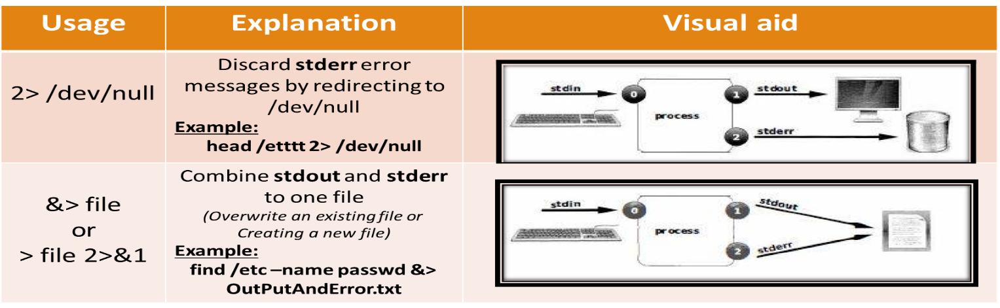 Usage
Explanation
Visual aid
2> /dev/null
Discard stderr error
messages by redirecting to
/dev/null
Example:
head /etttt 2> /dev/null
stdin
0
process
1
stdout
2
stderr
&> file
or
> file 2>&1
Combine stdout and stderr
to one file
(Overwrite an existing file or
Creating a new file)
Example:
find /etc –name passwd &>
OutPutAndError.txt
stdin
0
process
1
stdout
2
stderr